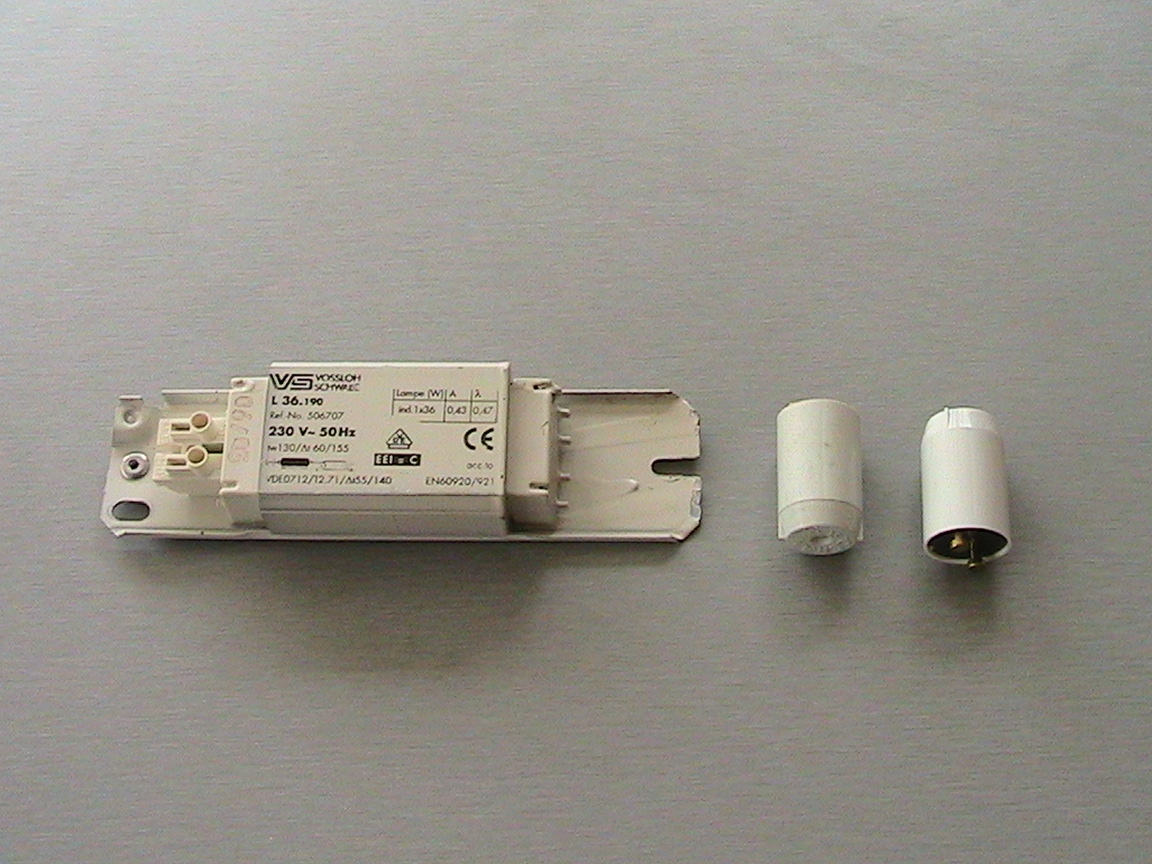 VS VOSSLOH
SCHWABE
L 36.190
Ref.-No. 506707
230 V~ 50Hz
tw130/Δt 60/155
VDE0712/12.71/Δt55/140
Lampe (W) A λ
ind.1x36 0,43 0,47
EEI = C
CE
acc.to
EN60920/921